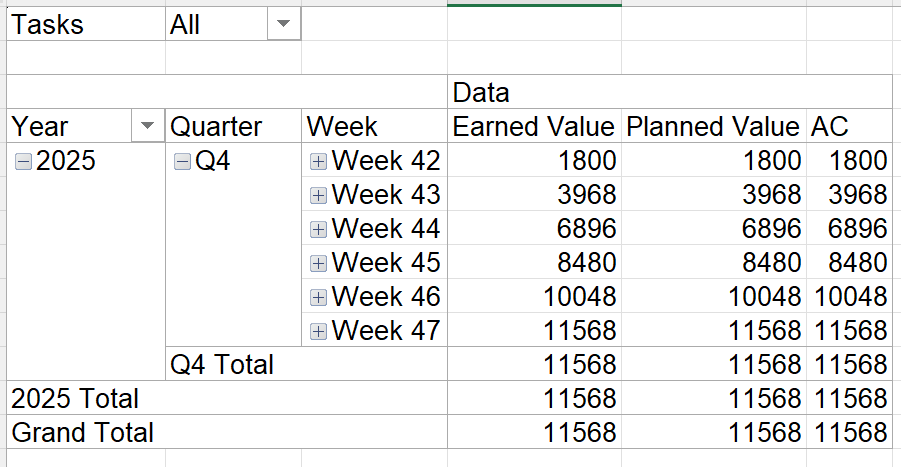 Tasks All
Data
Year Quarter Week Earned Value Planned Value AC
2025 Q4 Week 42 1800 1800 1800
Week 43 3968 3968 3968
Week 44 6896 6896 6896
Week 45 8480 8480 8480
Week 46 10048 10048 10048
Week 47 11568 11568 11568
Q4 Total 11568 11568 11568
2025 Total 11568 11568 11568
Grand Total 11568 11568 11568